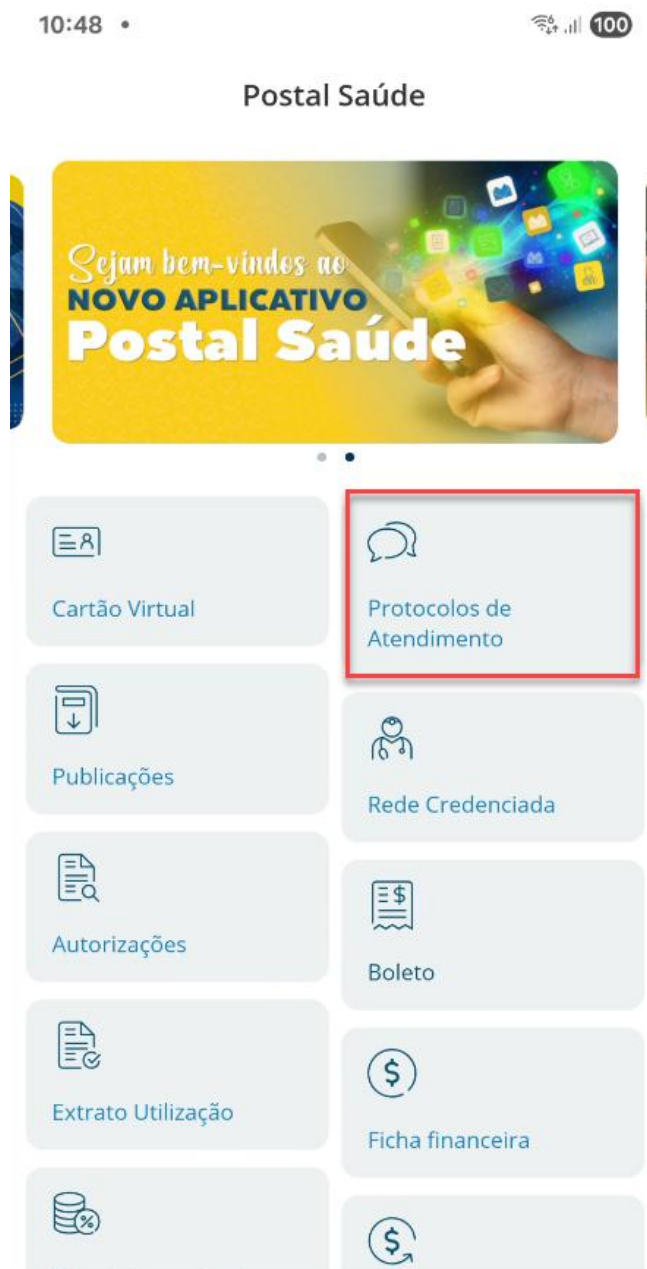 10:48
100
Postal Saúde
Sejam bem-vindos ao
NOVO APLICATIVO
Postal Saúde
Cartão Virtual
Protocolos de
Atendimento
Publicações
Rede Credenciada
Autorizações
Boleto
Extrato Utilização
Ficha financeira